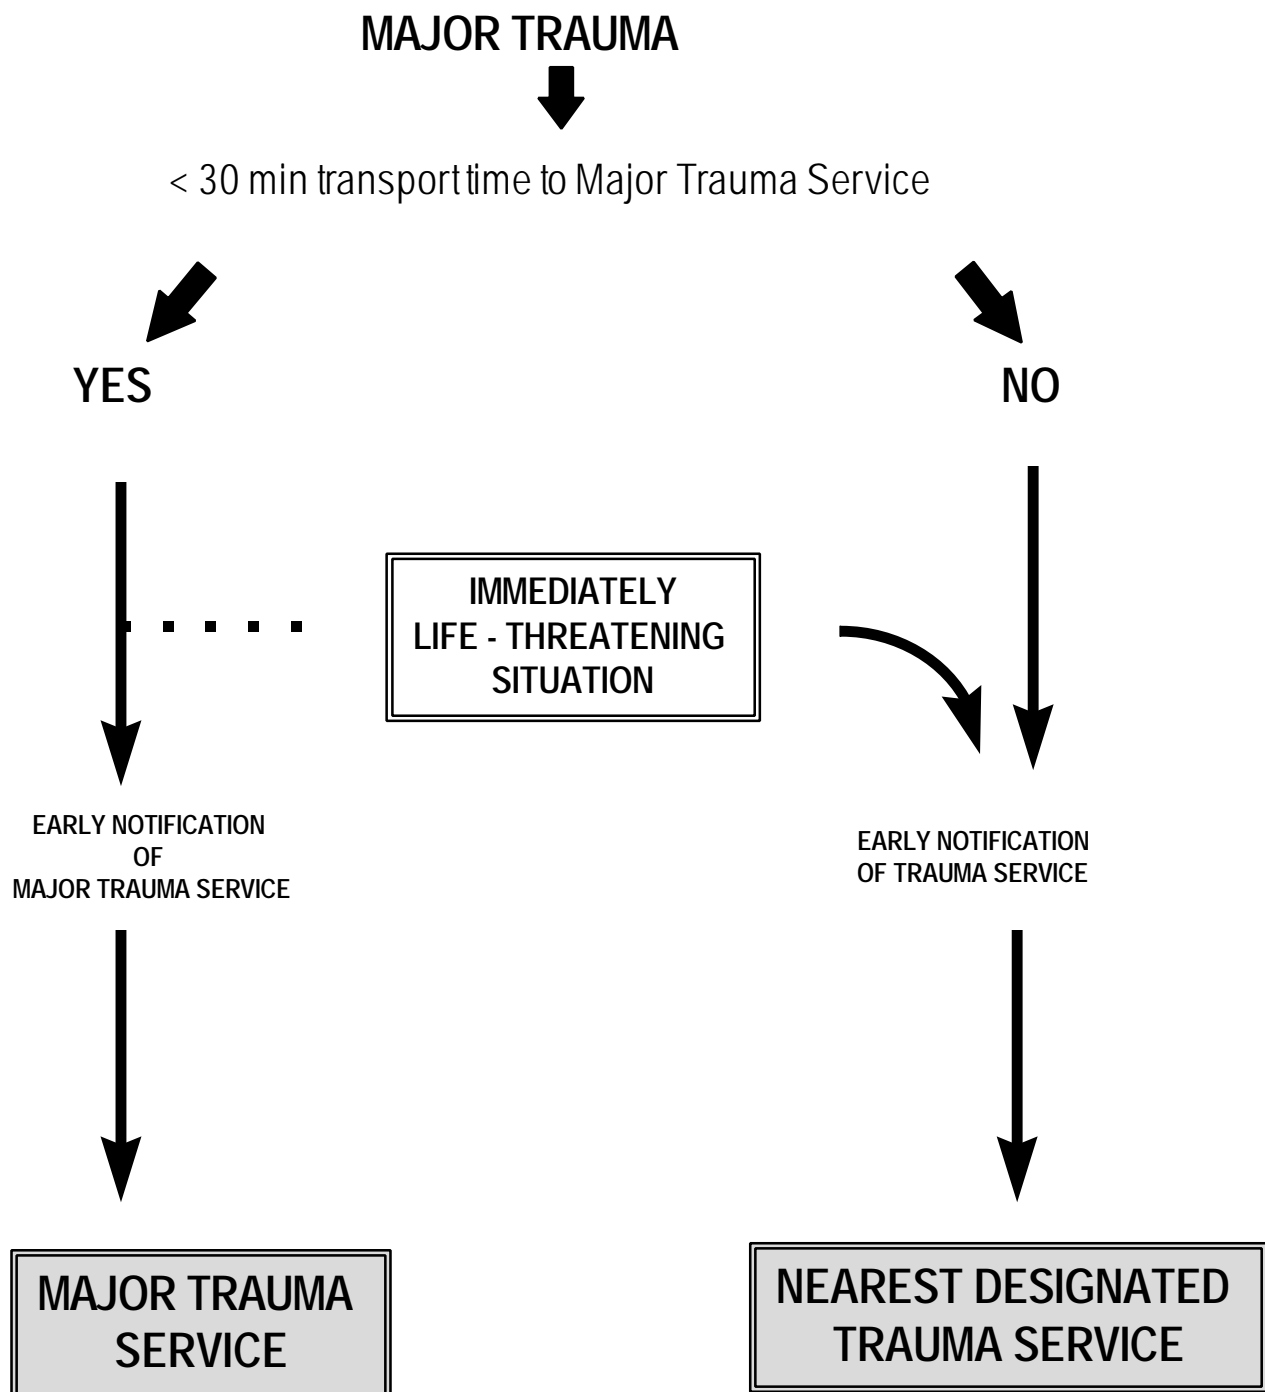 MAJOR TRAUMA
< 30 min transport time to Major Trauma Service
YES
NO
IMMEDIATELY
LIFE - THREATENING
SITUATION
EARLY NOTIFICATION
OF
MAJOR TRAUMA SERVICE
EARLY NOTIFICATION
OF TRAUMA SERVICE
MAJOR TRAUMA
SERVICE
NEAREST DESIGNATED
TRAUMA SERVICE